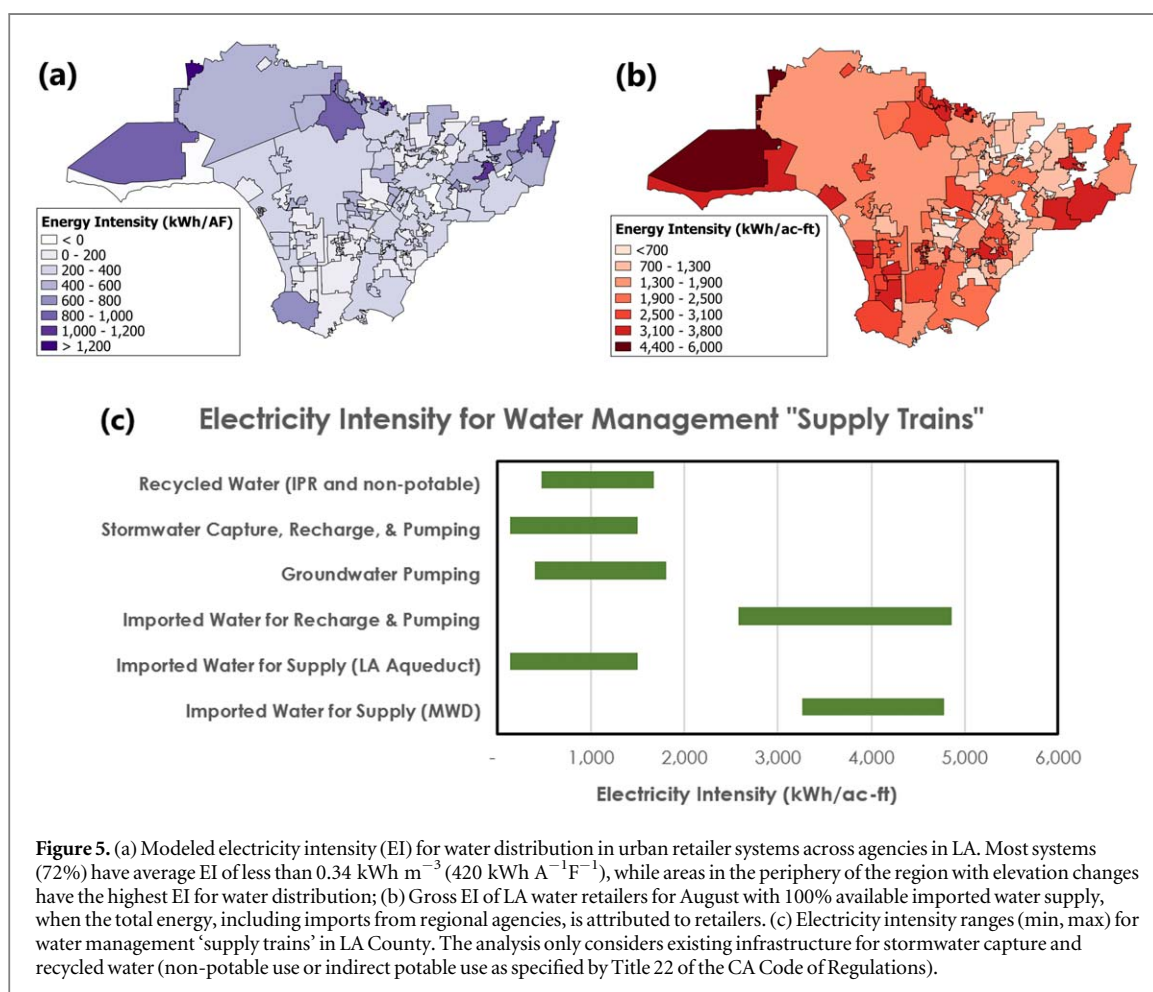 (a)
Energy Intensity (kWh/AF)
< 0
0 - 200
200 - 400
400 - 600
600 - 800
800 - 1,000
1,000 - 1,200
> 1,200
(b)
Energy Intensity (kWh/ac-ft)
<700
700 - 1,300
1,300 - 1,900
1,900 - 2,500
2,500 - 3,100
3,100 - 3,800
4,400 - 6,000
(c) Electricity Intensity for Water Management "Supply Trains"
Recycled Water (IPR and non-potable)
Stormwater Capture, Recharge, & Pumping
Groundwater Pumping
Imported Water for Recharge & Pumping
Imported Water for Supply (LA Aqueduct)
Imported Water for Supply (MWD)
- 1,000 2,000 3,000 4,000 5,000 6,000
Electricity Intensity (kWh/ac-ft)
Figure 5. (a) Modeled electricity intensity (EI) for water distribution in urban retailer systems across agencies in LA. Most systems
(72%) have average EI of less than 0.34 kWh m⁻³ (420 kWh A⁻¹F⁻¹), while areas in the periphery of the region with elevation changes
have the highest EI for water distribution; (b) Gross EI of LA water retailers for August with 100% available imported water supply,
when the total energy, including imports from regional agencies, is attributed to retailers. (c) Electricity intensity ranges (min, max) for
water management ‘supply trains’ in LA County. The analysis only considers existing infrastructure for stormwater capture and
recycled water (non-potable use or indirect potable use as specified by Title 22 of the CA Code of Regulations).